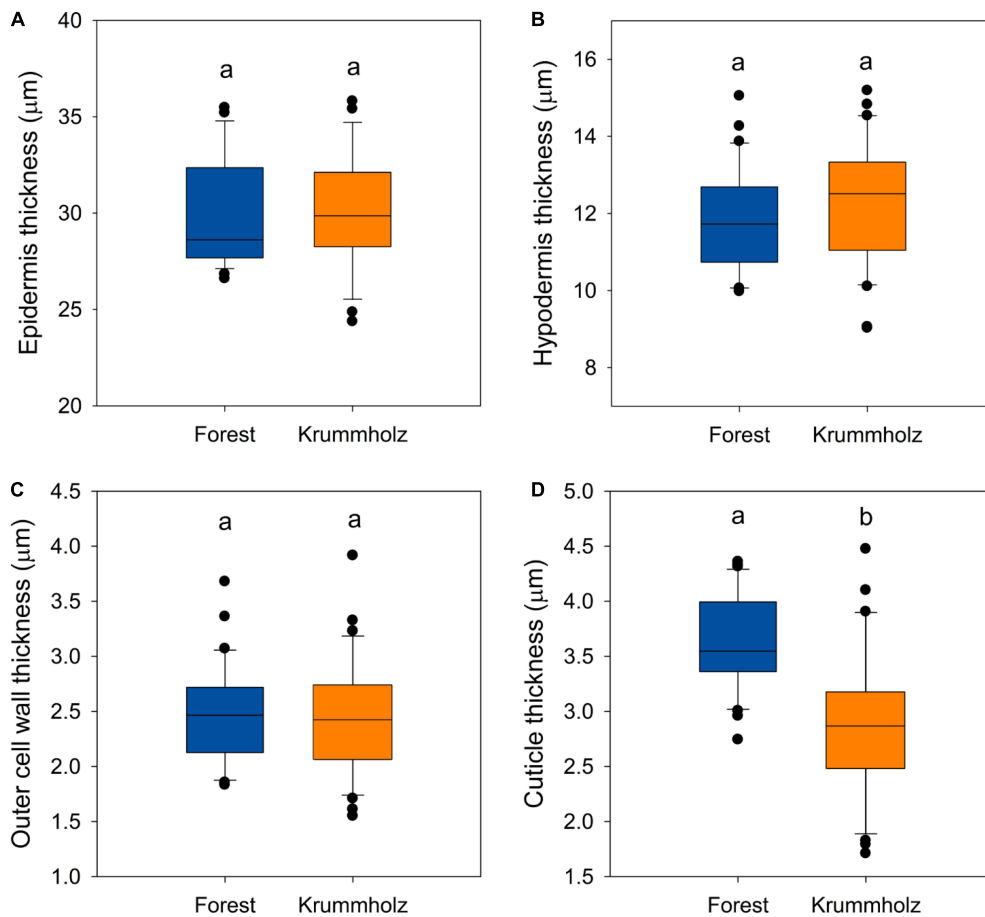 A
Epidermis thickness (μm)
40
35
30
25
20
a a
Forest Krummholz
B
Hypodermis thickness (μm)
16
14
12
10
8
a a
Forest Krummholz
C
Outer cell wall thickness (μm)
4.5
4.0
3.5
3.0
2.5
2.0
1.5
1.0
a a
Forest Krummholz
D
Cuticle thickness (μm)
5.0
4.5
4.0
3.5
3.0
2.5
2.0
1.5
a b
Forest Krummholz